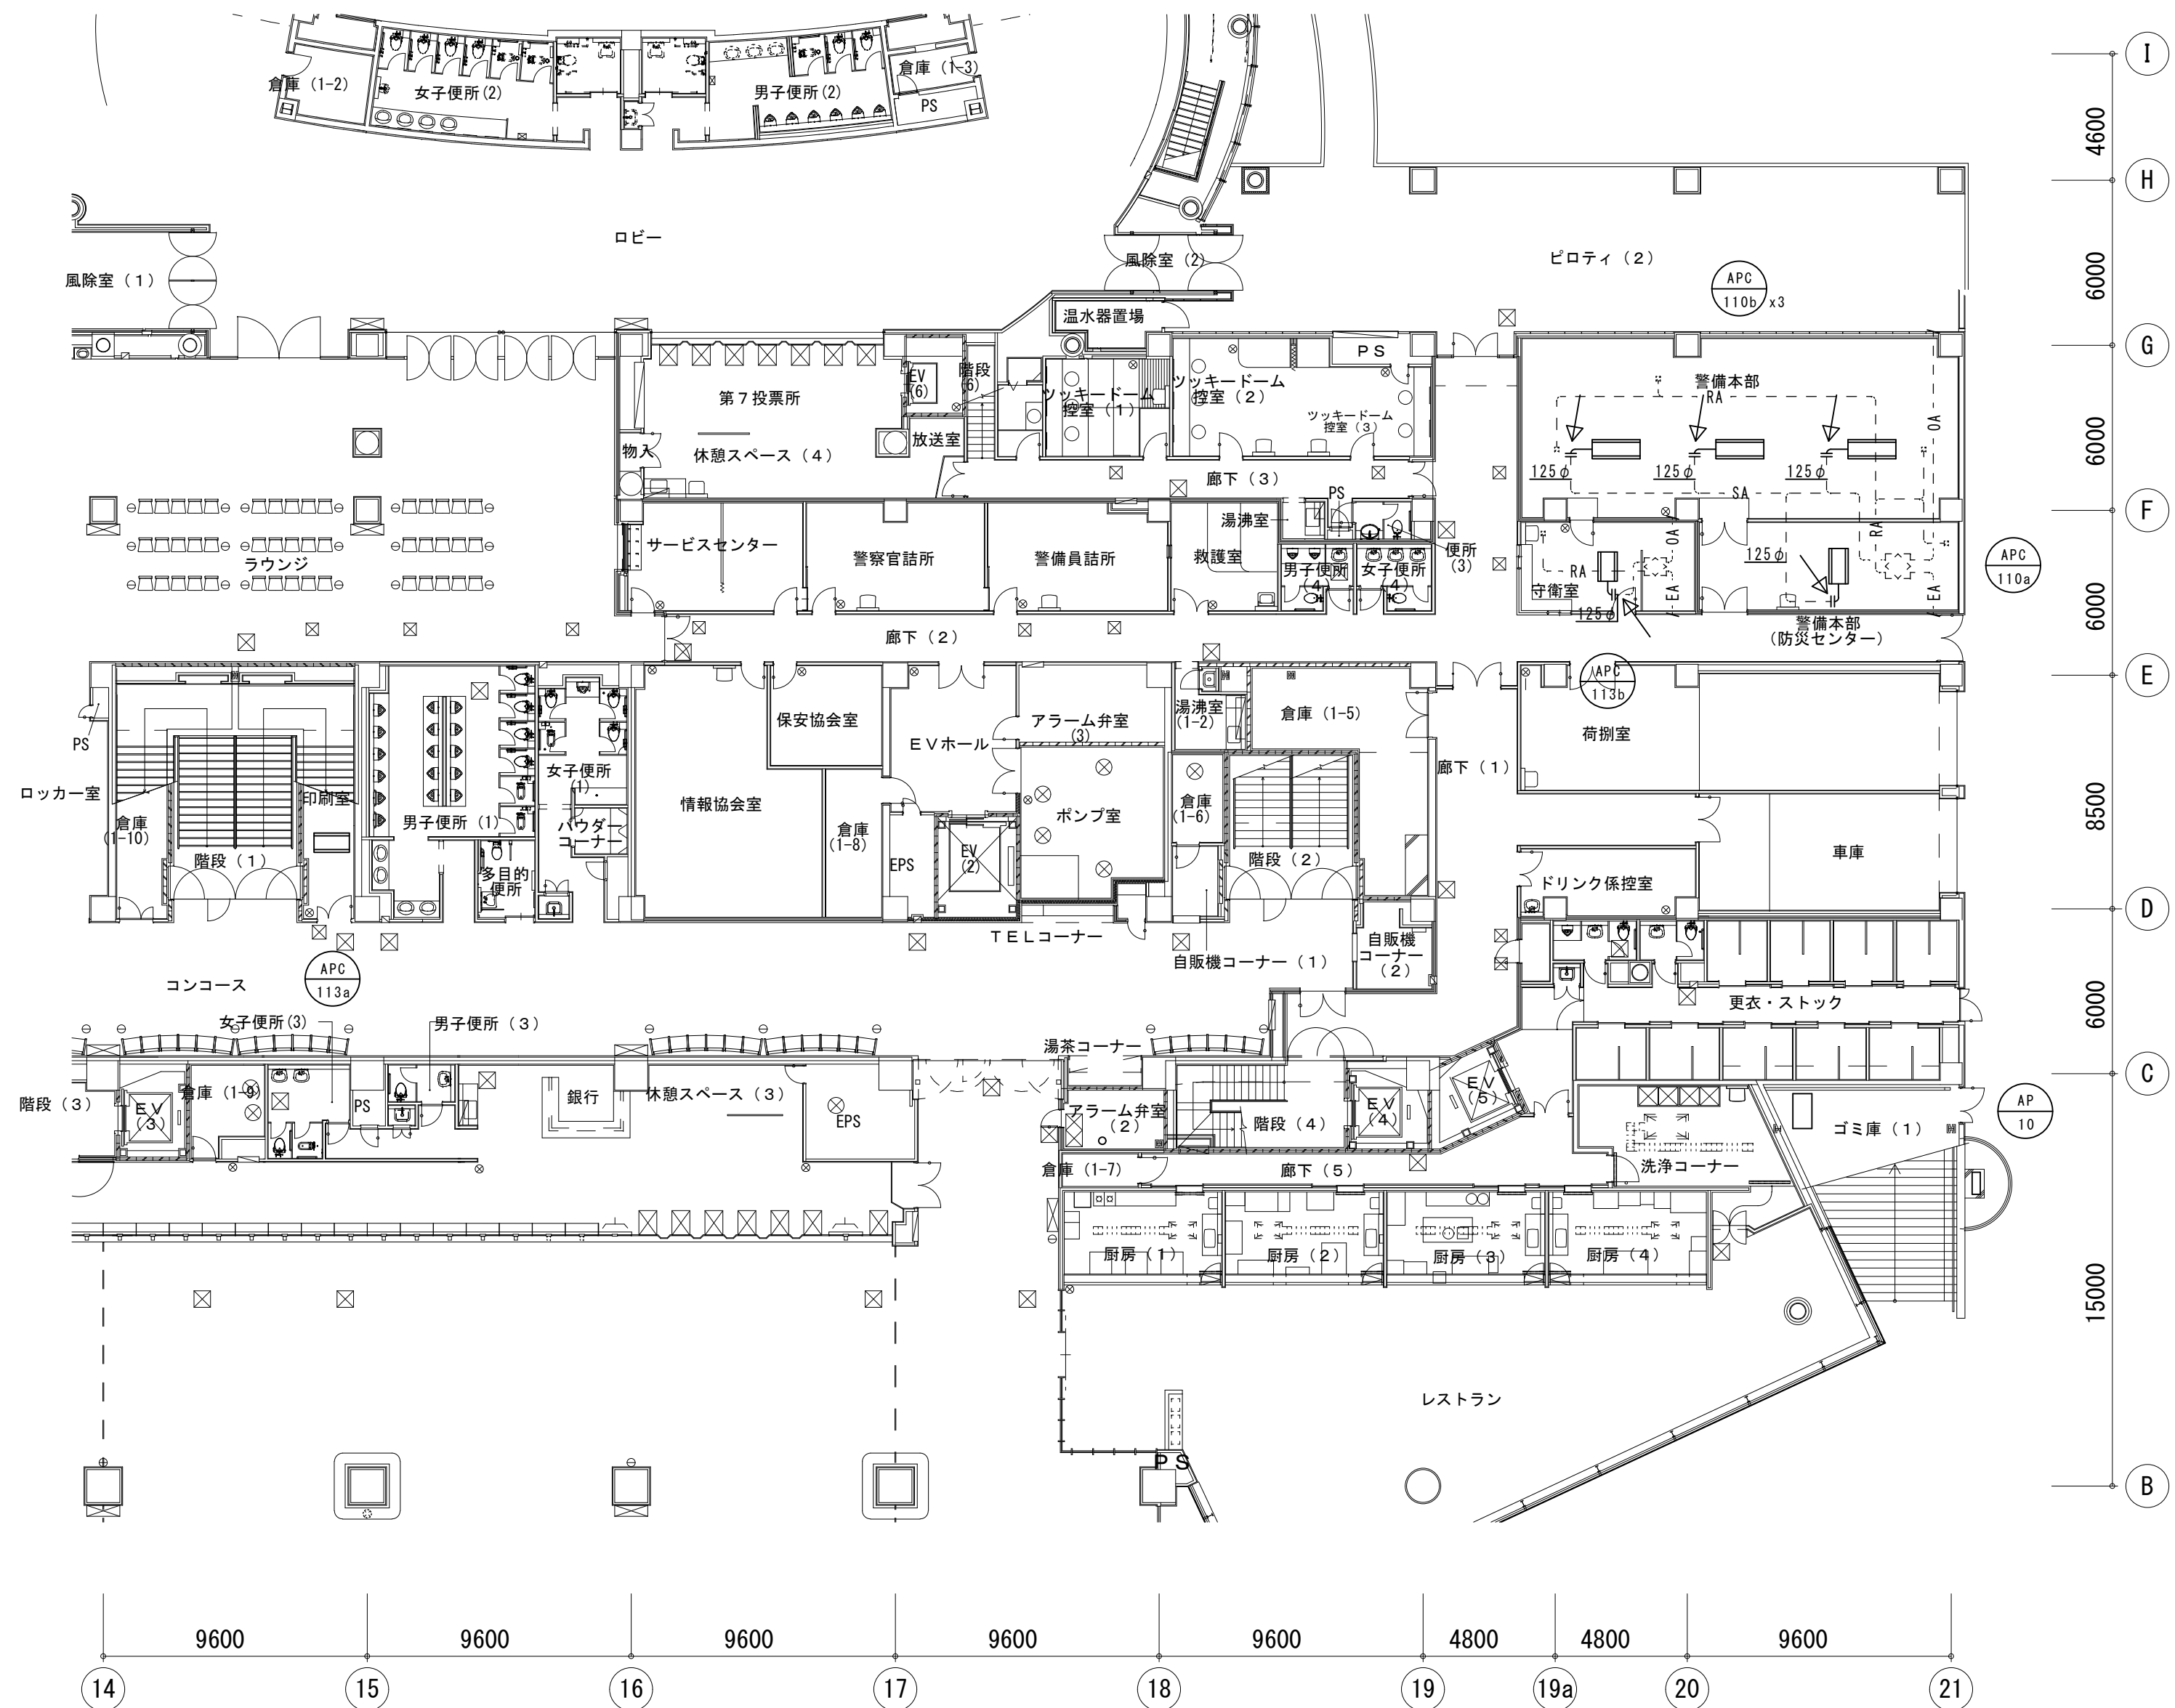 I
倉庫 (1-2)
女子便所(2)
男子便所(2)
倉庫 (1-3)
PS
4600
H
ロビー
風除室（１）
風除室 (2)
ピロティ（２）
APC
110b
x3
6000
温水器置場
G
ＰＳ
第７投票所
EV
(6)
階段
(6)
ツッキードーム
控室（１）
ツッキードーム
控室（２）
ツッキードーム
控室（３）
警備本部
RA
OA
物入
休憩スペース（４）
放送室
6000
125φ
125φ
125φ
廊下（３）
SA
PS
湯沸室
F
サービスセンター
警察官詰所
警備員詰所
救護室
便所
(3)
男子便所
(4)
女子便所
(4)
ラウンジ
125φ
RA
OA
RA
守衛室
EA
EA
125φ
APC
110a
6000
廊下（２）
警備本部
(防災センター)
E
APC
113b
PS
保安協会室
ＥＶホール
アラーム弁室
(3)
湯沸室
(1-2)
倉庫 (1-5)
荷捌室
廊下（１）
ロッカー室
印刷室
倉庫
(1-10)
男子便所 (1)
女子便所
(1)
パウダー
コーナー
情報協会室
倉庫
(1-8)
ポンプ室
倉庫
(1-6)
8500
階段（１）
多目的
便所
EPS
EV
(2)
階段（２）
車庫
ドリンク係控室
D
ＴＥＬコーナー
自販機コーナー（１）
自販機
コーナー
（２）
コンコース
APC
113a
更衣・ストック
6000
女子便所(3)
男子便所（３）
湯茶コーナー
C
階段（３）
ＥＶ
(3)
倉庫 (1-9)
PS
銀行
休憩スペース（３）
EPS
アラーム弁室
(2)
階段（４）
ＥＶ
(4)
ＥＶ
(5)
ゴミ庫（１）
AP
10
倉庫 (1-7)
廊下（５）
洗浄コーナー
厨房（１）
厨房（２）
厨房（３）
厨房（４）
15000
レストラン
ＰＳ
B
9600
9600
9600
9600
9600
4800
4800
9600
14
15
16
17
18
19
19a
20
21